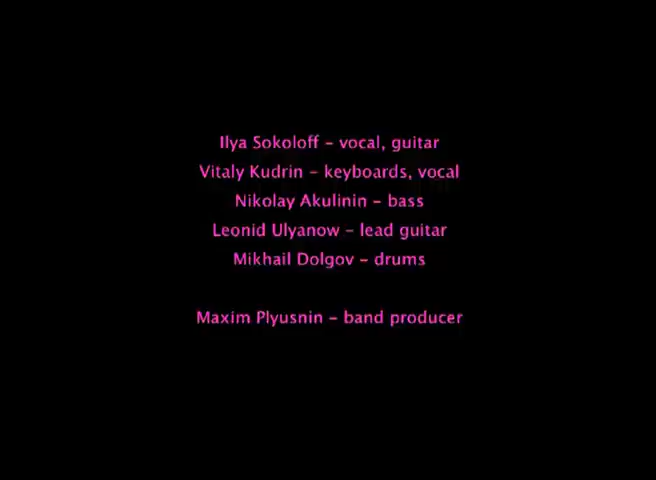 Ilya Sokoloff - vocal, guitar
Vitaly Kudrin - keyboards, vocal
Nikolay Akulinin - bass
Leonid Ulyanow - lead guitar
Mikhail Dolgov - drums
Maxim Plyusnin - band producer